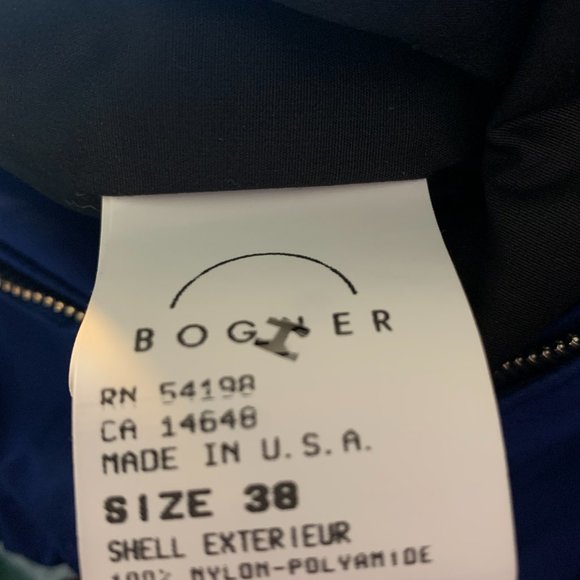 BOGNER
RN 54198
CA 14648
MADE IN U.S.A.
SIZE 38
SHELL EXTERIEUR
100% NYLON-POLYAMIDE